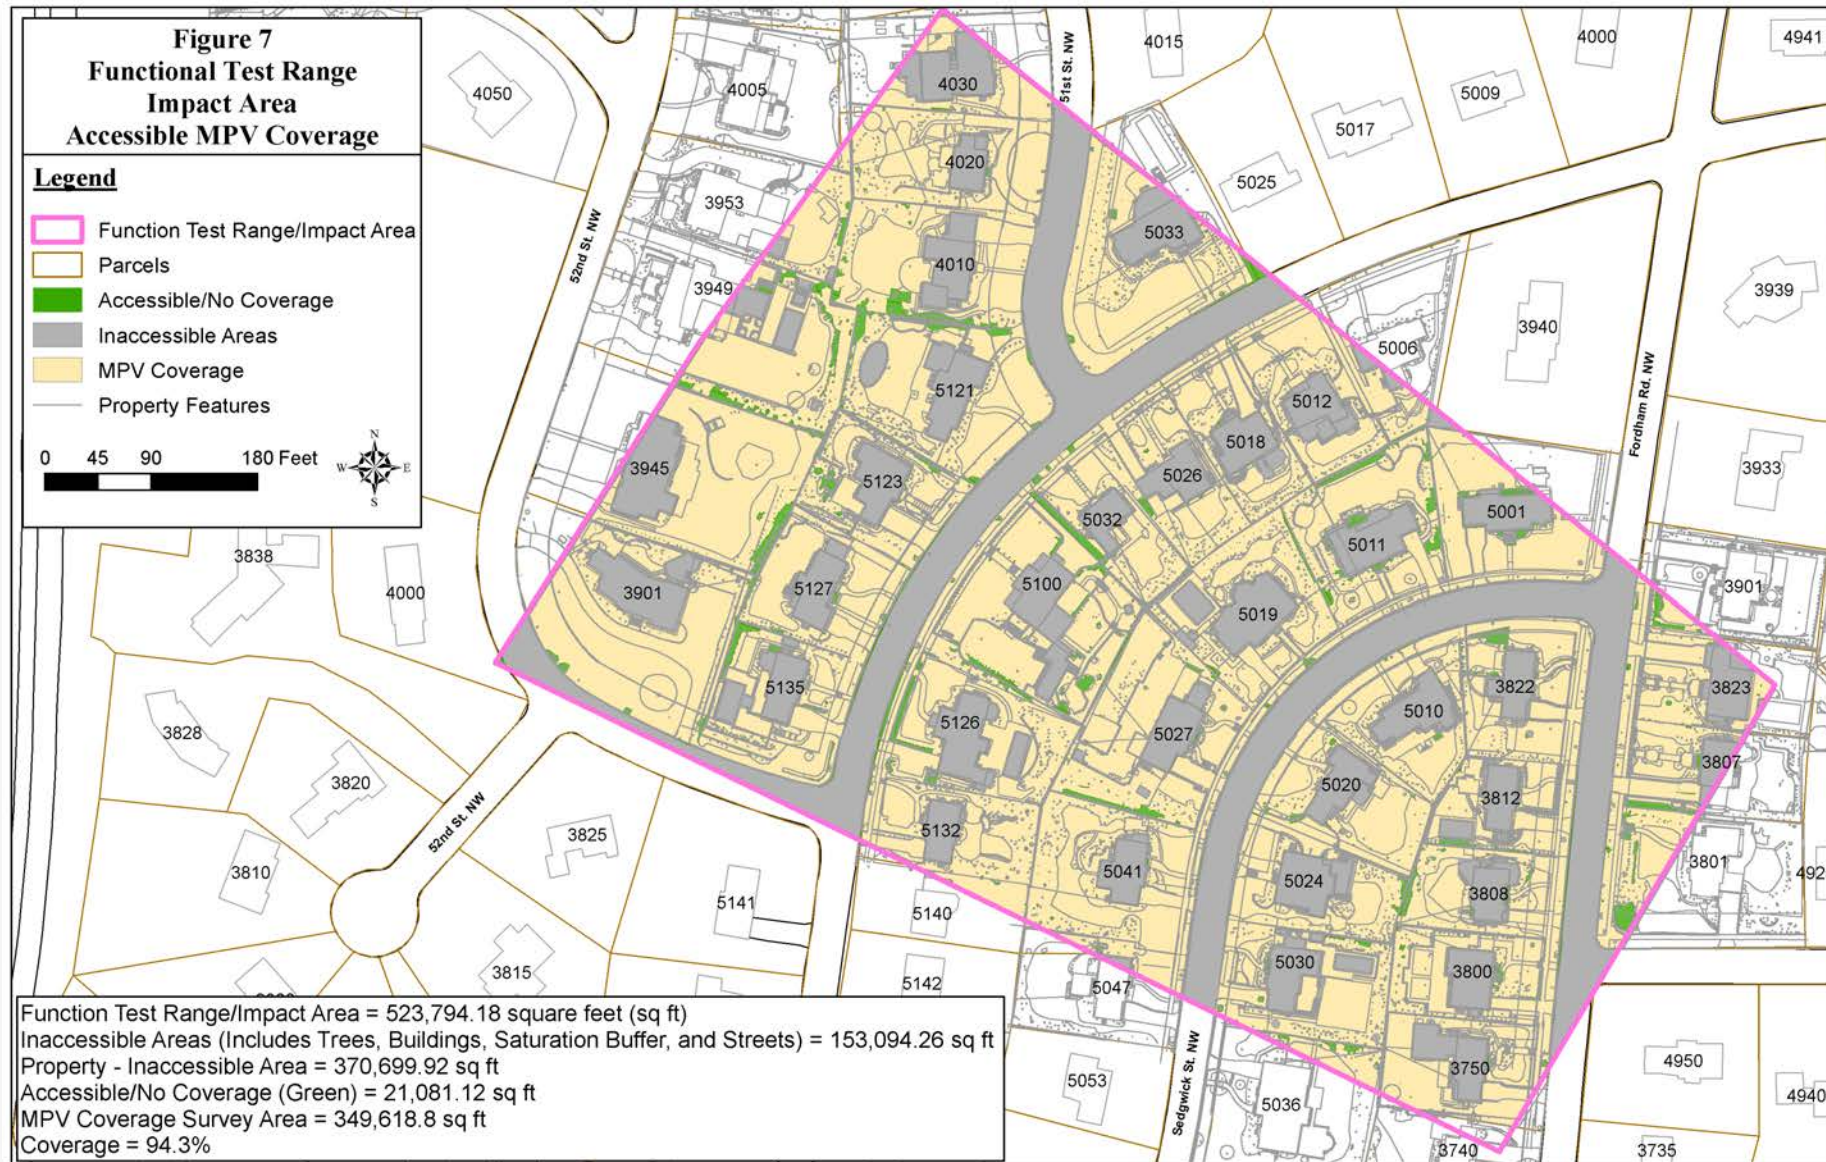 Figure 7
Functional Test Range
Impact Area
Accessible MPV Coverage
Legend
Function Test Range/Impact Area
Parcels
Accessible/No Coverage
Inaccessible Areas
MPV Coverage
Property Features
0 45 90 180 Feet
N
W E
S
4050
4005
4030
51st St. NW
4015
4000
4941
5009
5017
4020
5025
3953
52nd St. NW
5033
4010
3949
3939
3940
5006
5121
5012
Fordham Rd. NW
5018
3945
5123
5026
3933
5032
5001
5011
3838
4000
3901
5127
5100
5019
3901
5135
3822
3823
5010
3828
5126
5027
3807
3820
5020
3812
52nd St. NW
3825
5132
3810
5041
5024
3808
3801
492
5141
5140
3815
5142
5047
5030
3800
5053
Sedgwick St. NW
5036
3750
4950
4940
3740
3735
Function Test Range/Impact Area = 523,794.18 square feet (sq ft)
Inaccessible Areas (Includes Trees, Buildings, Saturation Buffer, and Streets) = 153,094.26 sq ft
Property - Inaccessible Area = 370,699.92 sq ft
Accessible/No Coverage (Green) = 21,081.12 sq ft
MPV Coverage Survey Area = 349,618.8 sq ft
Coverage = 94.3%